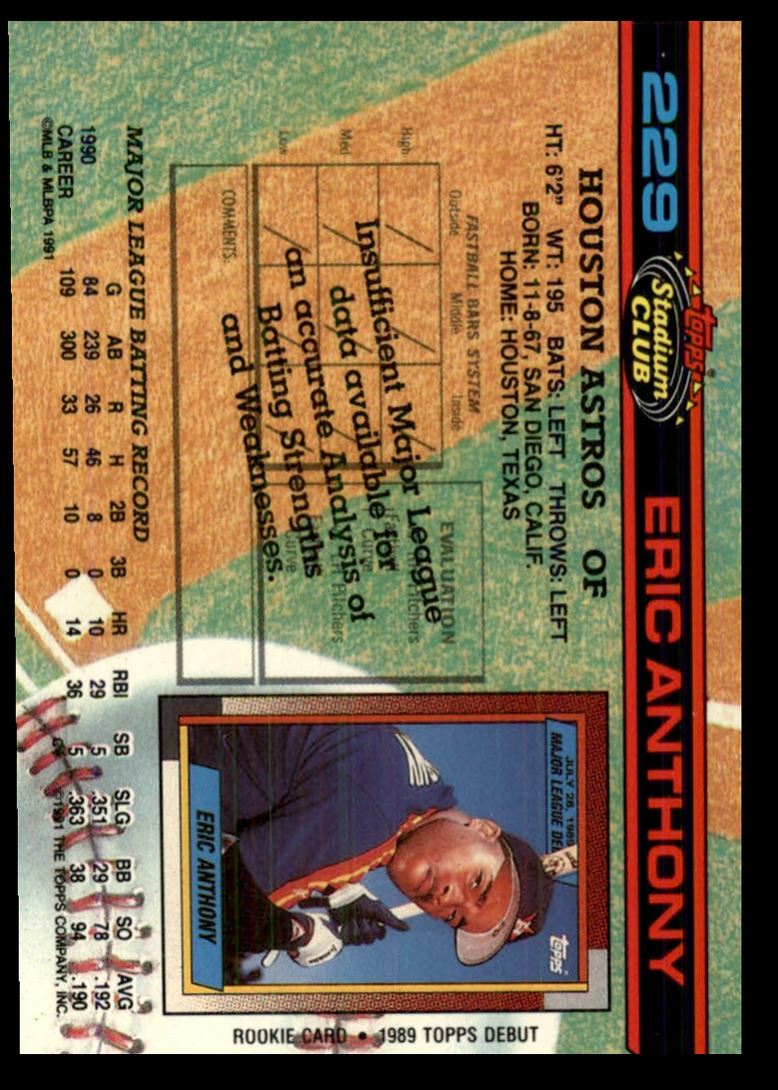 229
topps®
Stadium
CLUB
ERIC ANTHONY
HOUSTON ASTROS OF
HT: 6'2" WT: 195 BATS: LEFT THROWS: LEFT
BORN: 11-8-67, SAN DIEGO, CALIF.
HOME: HOUSTON, TEXAS
FASTBALL BARS SYSTEM
Outside Middle Inside
High
Med
Low
EVALUATION
Pitchers
Curve
LH Pitchers
Curve
COMMENTS:
Insufficient Major League
data available for
an accurate Analysis of
Batting Strengths
and Weaknesses.
JULY 28, 1989
MAJOR LEAGUE
topps
ERIC ANTHONY
ROOKIE CARD • 1989 TOPPS DEBUT
MAJOR LEAGUE BATTING RECORD
G AB R H 2B 3B HR RBI SB SLG BB SO AVG
1990 84 239 26 46 8 0 10 29 5 .351 29 78 .192
CAREER 109 300 33 57 10 0 14 36 5 .363 38 94 .190
©MLB & MLBPA 1991
©1991 THE TOPPS COMPANY, INC.